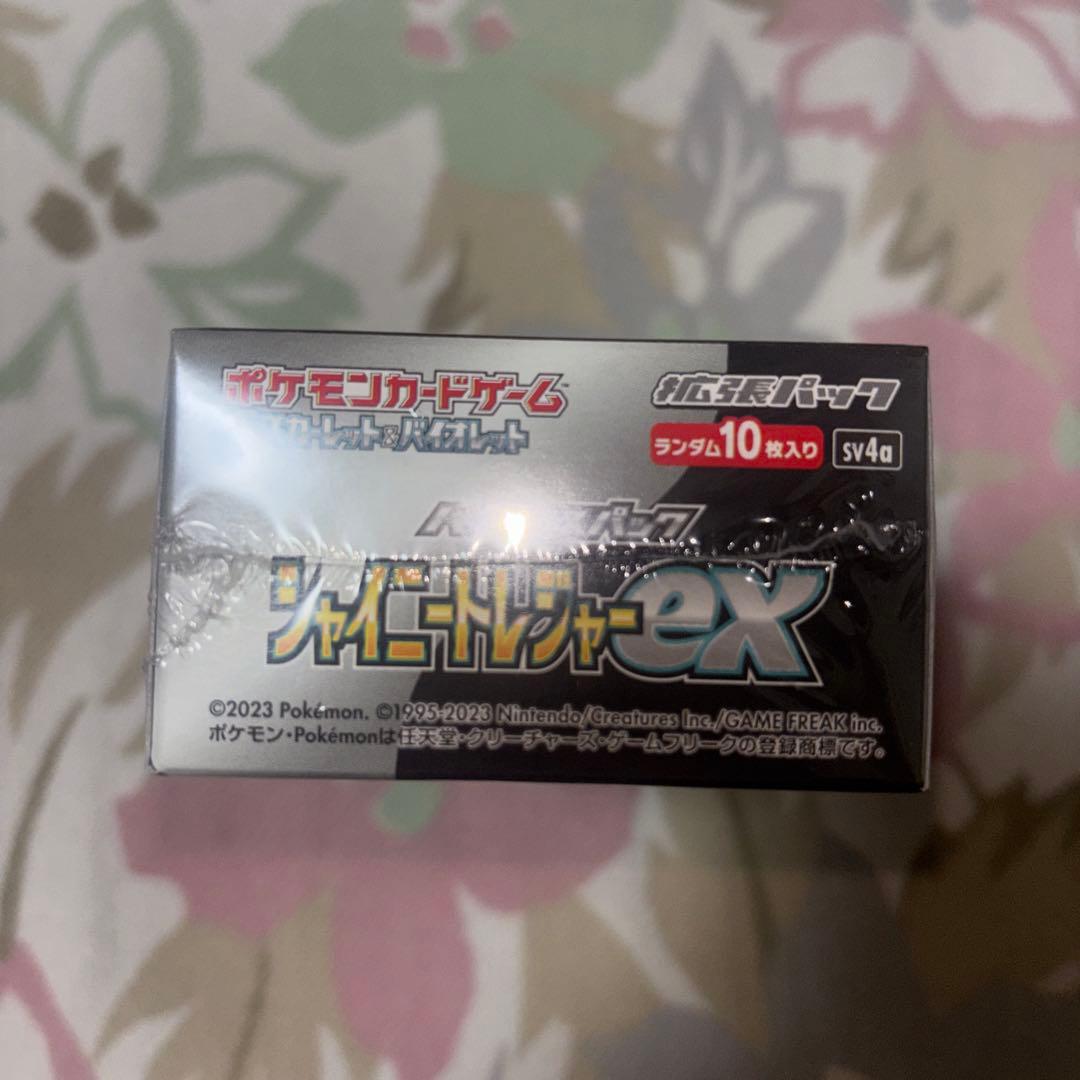 ポケモンカードゲーム™
スカーレット&バイオレット
拡張パック
ランダム10枚入り
sv4a
パック
シャイニートレジャーex
©2023 Pokémon. ©1995-2023 Nintendo/Creatures Inc./GAME FREAK inc.
ポケモン・Pokémonは任天堂・クリーチャーズ・ゲームフリークの登録商標です。